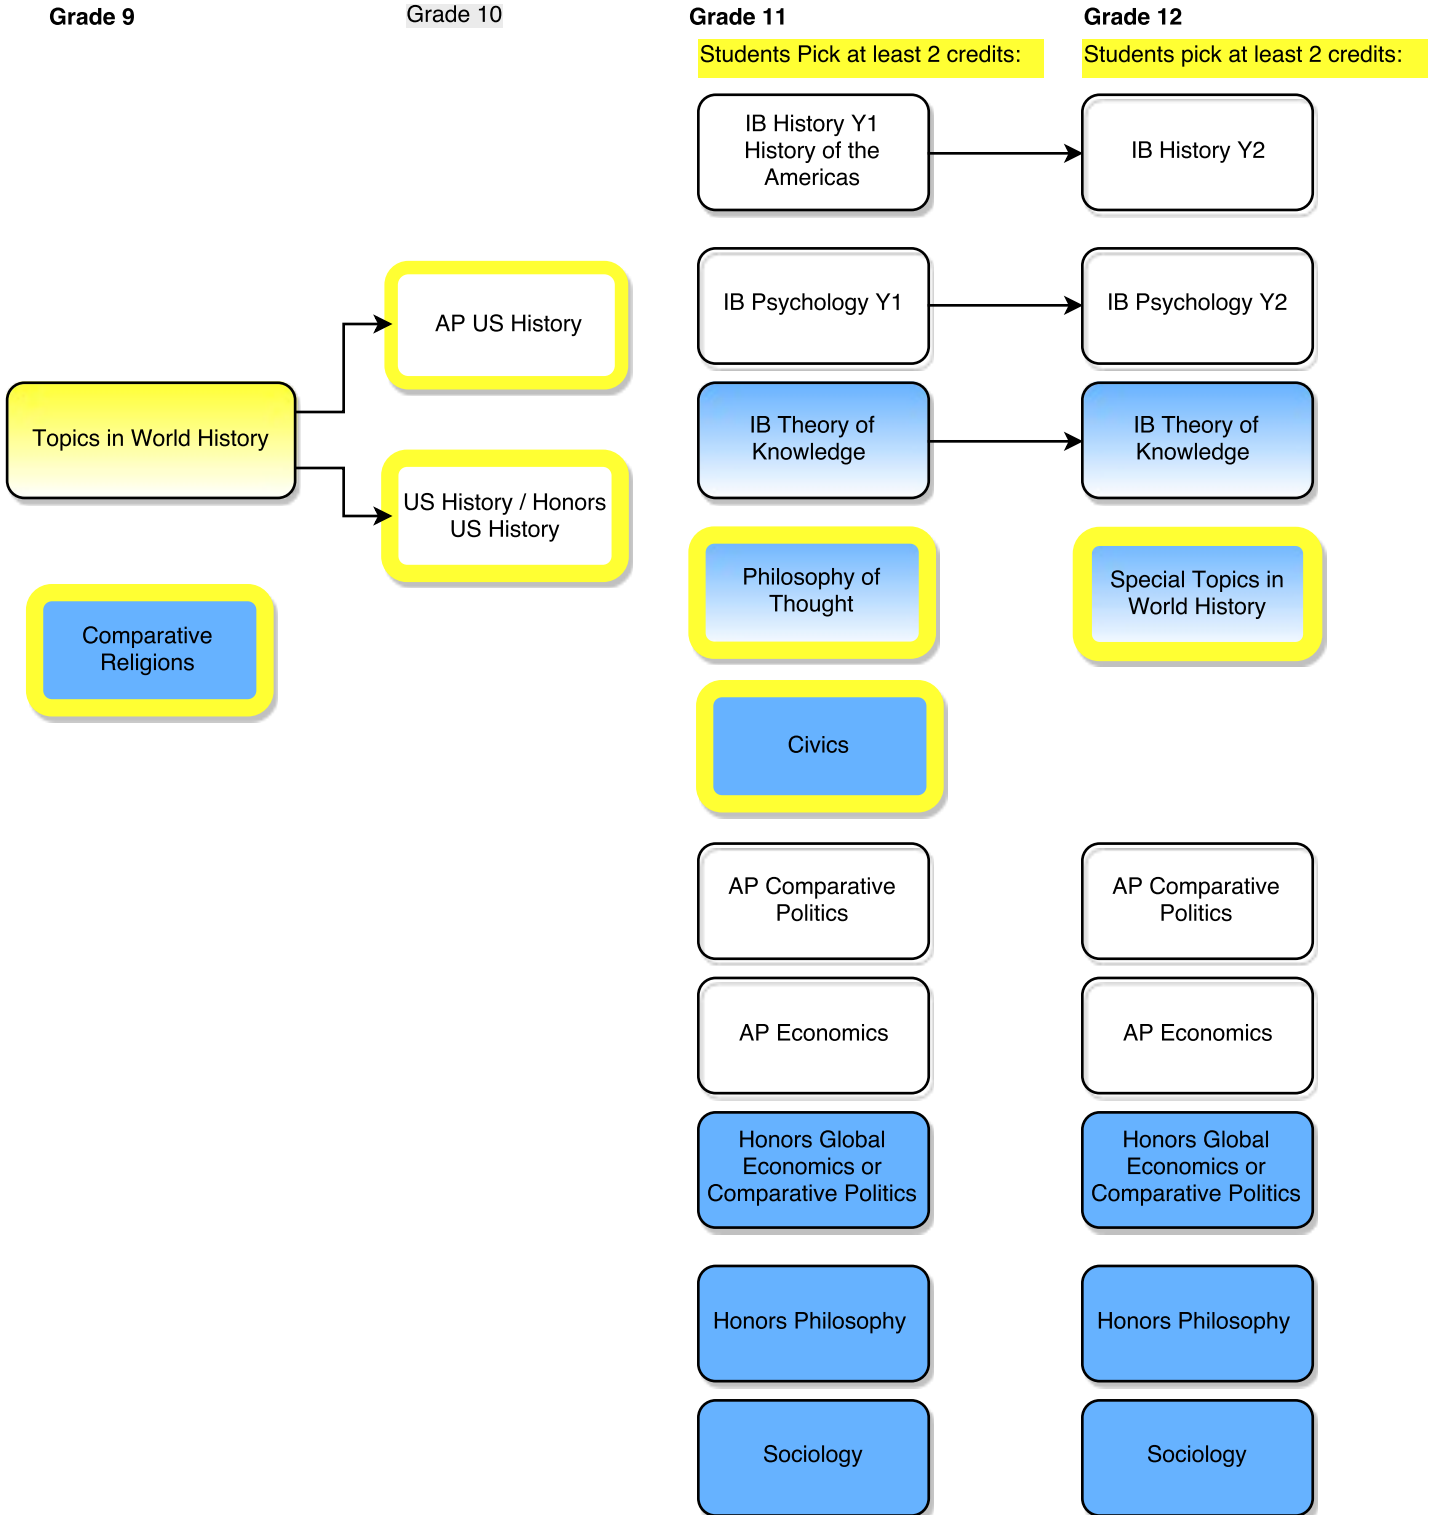 Grade 9
Grade 10
Grade 11
Grade 12
Students Pick at least 2 credits:
Students pick at least 2 credits:
IB History Y1
History of the
Americas
IB History Y2
AP US History
IB Psychology Y1
IB Psychology Y2
Topics in World History
IB Theory of
Knowledge
IB Theory of
Knowledge
US History / Honors
US History
Comparative
Religions
Philosophy of
Thought
Special Topics in
World History
Civics
AP Comparative
Politics
AP Comparative
Politics
AP Economics
AP Economics
Honors Global
Economics or
Comparative Politics
Honors Global
Economics or
Comparative Politics
Honors Philosophy
Honors Philosophy
Sociology
Sociology